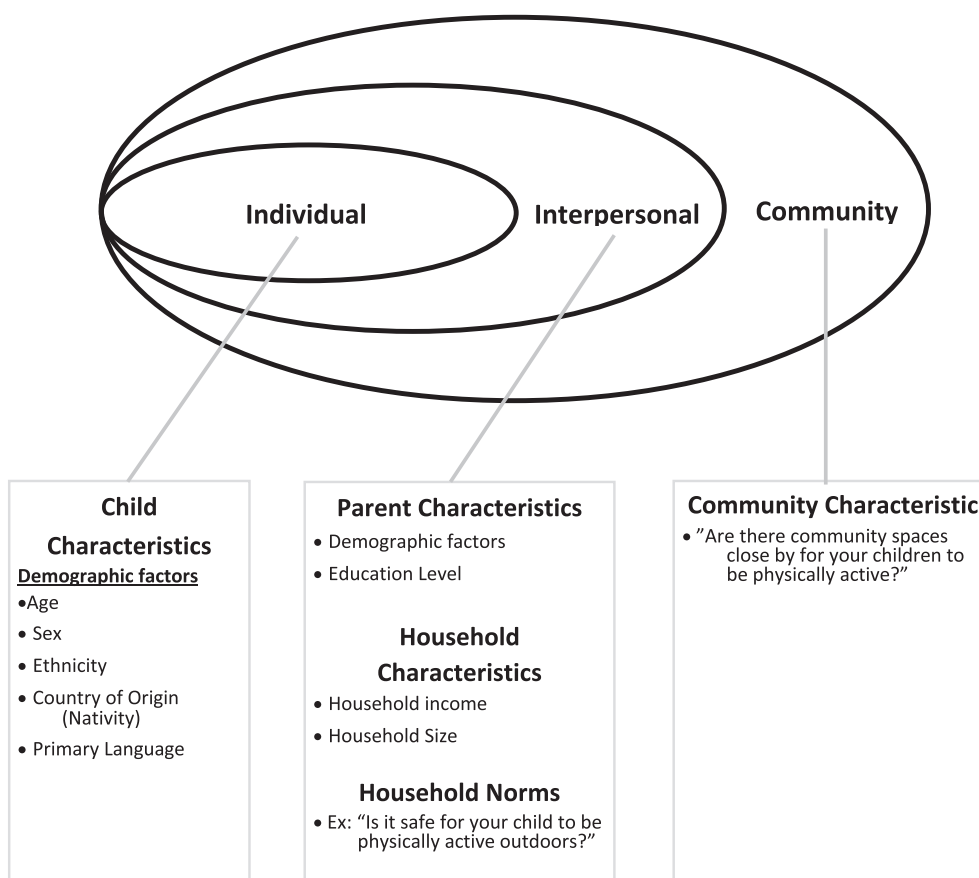 Individual
Interpersonal
Community
Child
Characteristics
Demographic factors
•Age
• Sex
• Ethnicity
• Country of Origin
(Nativity)
• Primary Language
Parent Characteristics
• Demographic factors
• Education Level
Household
Characteristics
• Household income
• Household Size
Household Norms
• Ex: “Is it safe for your child to be
physically active outdoors?”
Community Characteristic
• ”Are there community spaces
close by for your children to
be physically active?”